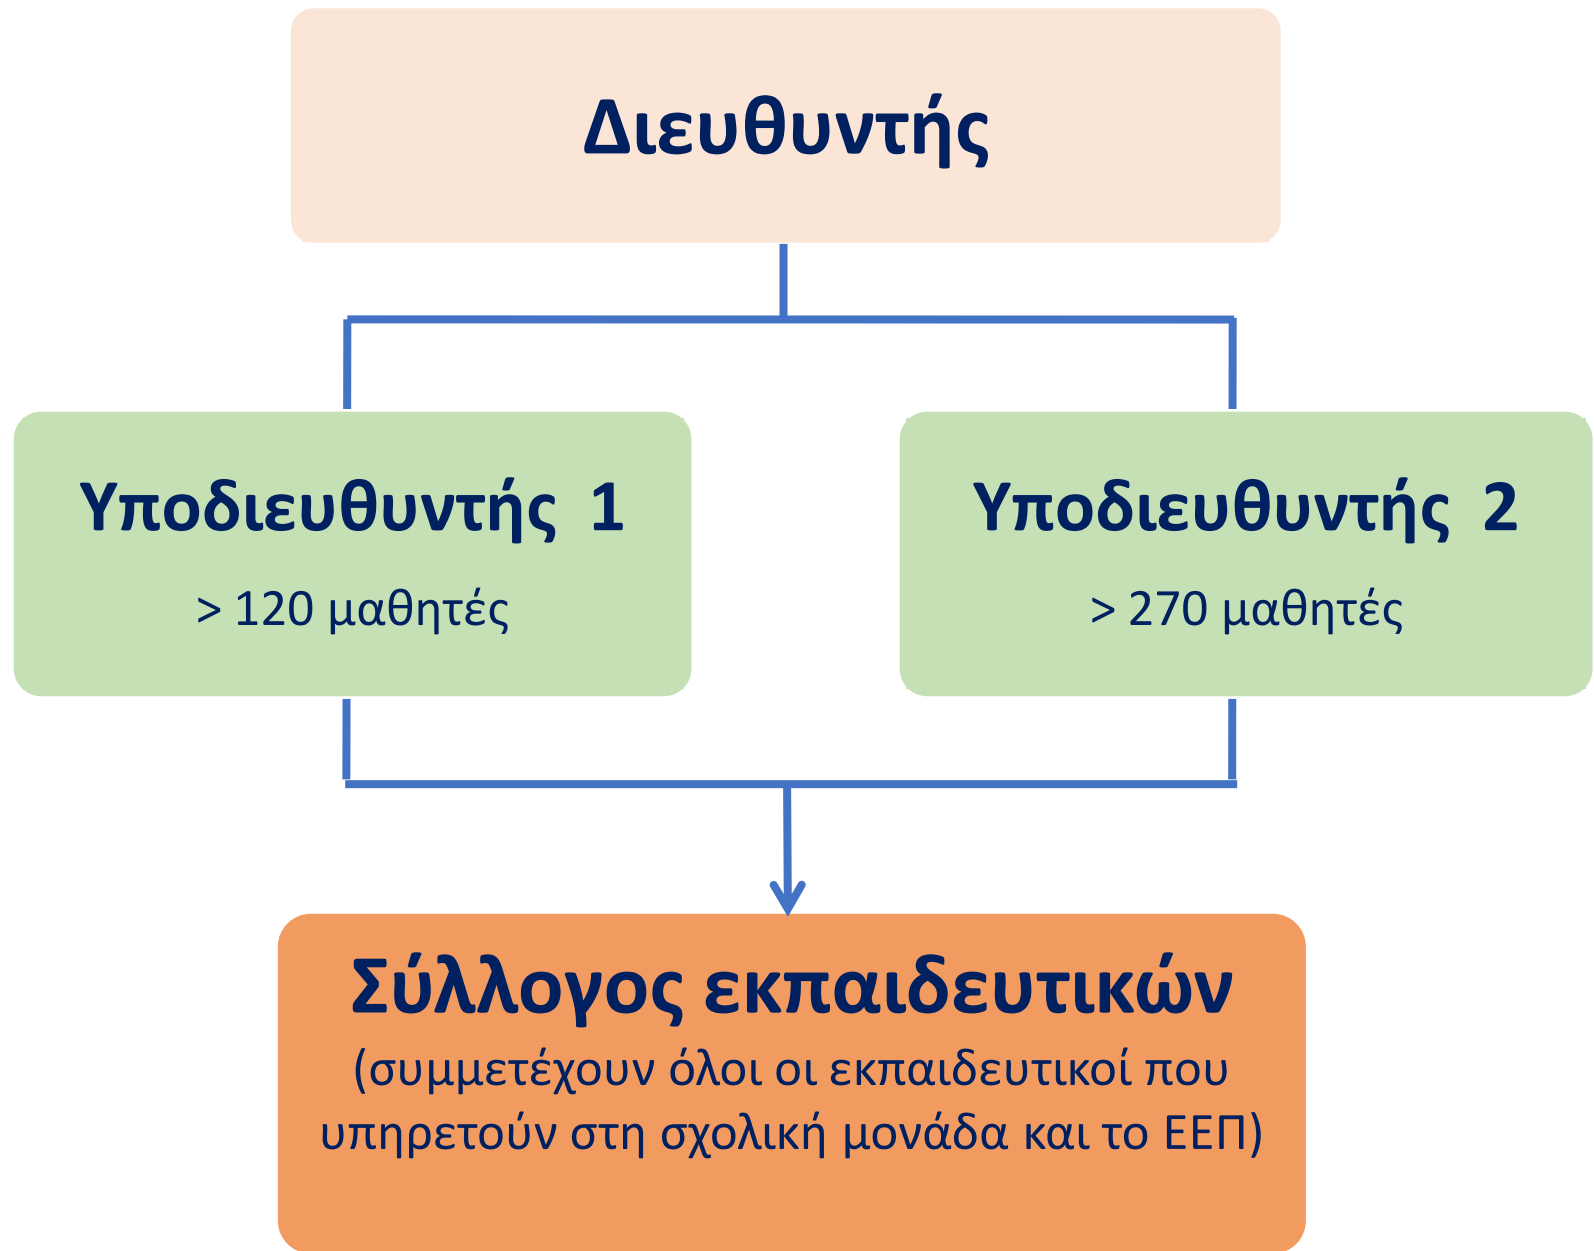 Διευθυντής
Υποδιευθυντής 1
> 120 μαθητές
Υποδιευθυντής 2
> 270 μαθητές
Σύλλογος εκπαιδευτικών
(συμμετέχουν όλοι οι εκπαιδευτικοί που
υπηρετούν στη σχολική μονάδα και το ΕΕΠ)